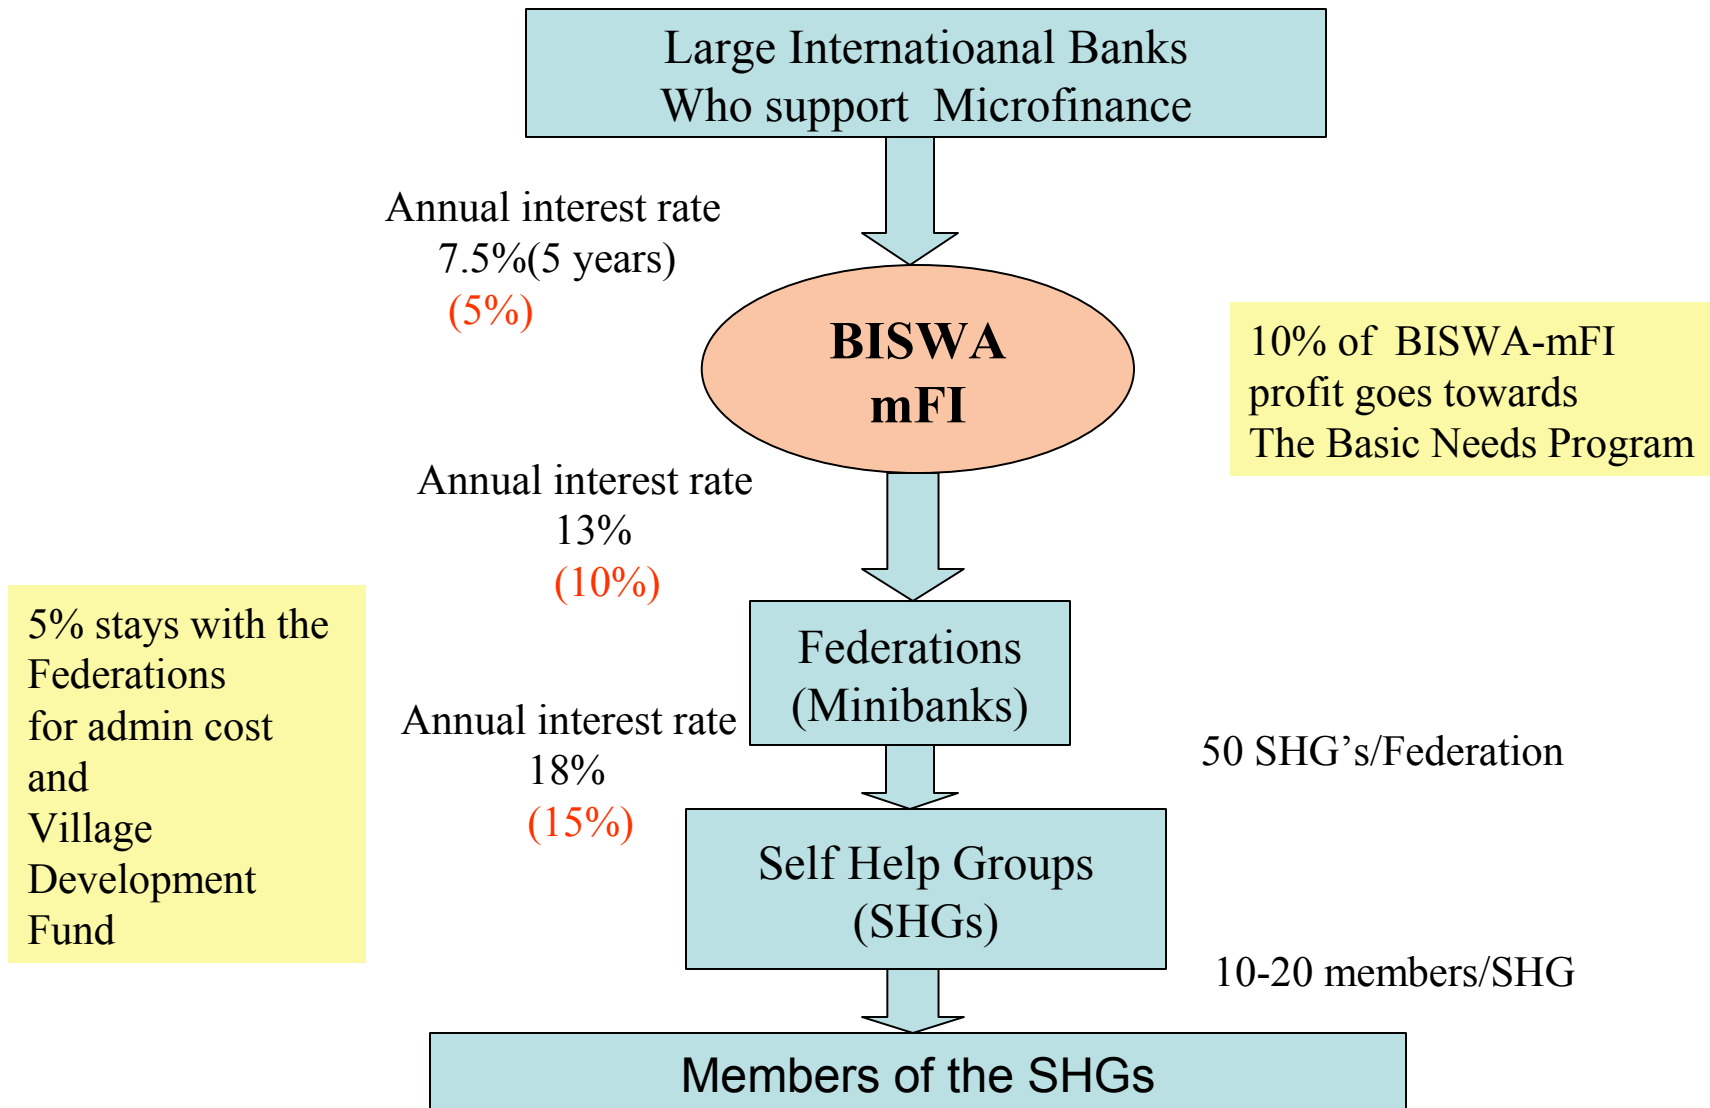 Large Internatioanal Banks
Who support Microfinance
Annual interest rate
7.5%(5 years)
(5%)
BISWA
mFI
10% of BISWA-mFI
profit goes towards
The Basic Needs Program
Annual interest rate
13%
(10%)
5% stays with the
Federations
for admin cost
and
Village
Development
Fund
Federations
(Minibanks)
Annual interest rate
18%
(15%)
50 SHG’s/Federation
Self Help Groups
(SHGs)
10-20 members/SHG
Members of the SHGs